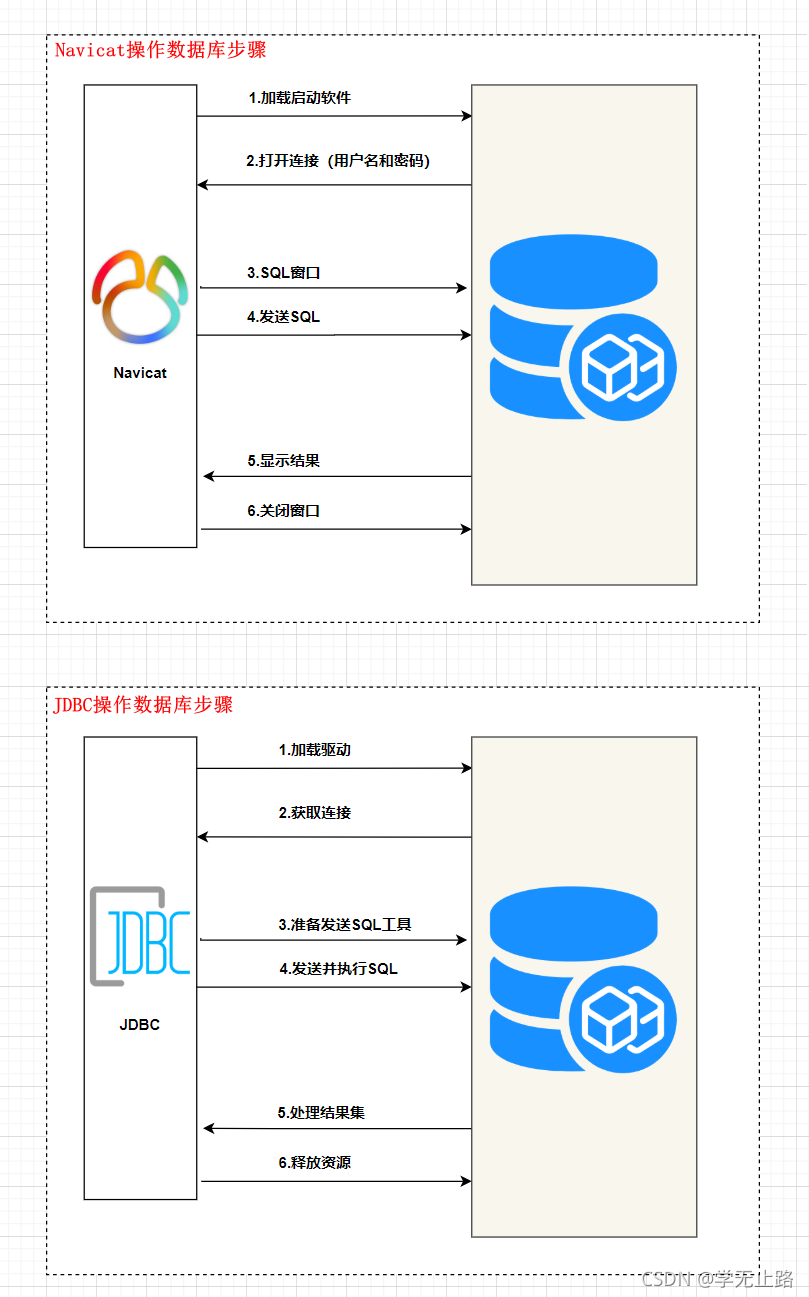 Navicat操作数据库步骤
1.加载启动软件
2.打开连接（用户名和密码）
3.SQL窗口
4.发送SQL
Navicat
5.显示结果
6.关闭窗口
JDBC操作数据库步骤
1.加载驱动
2.获取连接
3.准备发送SQL工具
4.发送并执行SQL
JDBC
JDBC
5.处理结果集
6.释放资源
CSDN @学无止路